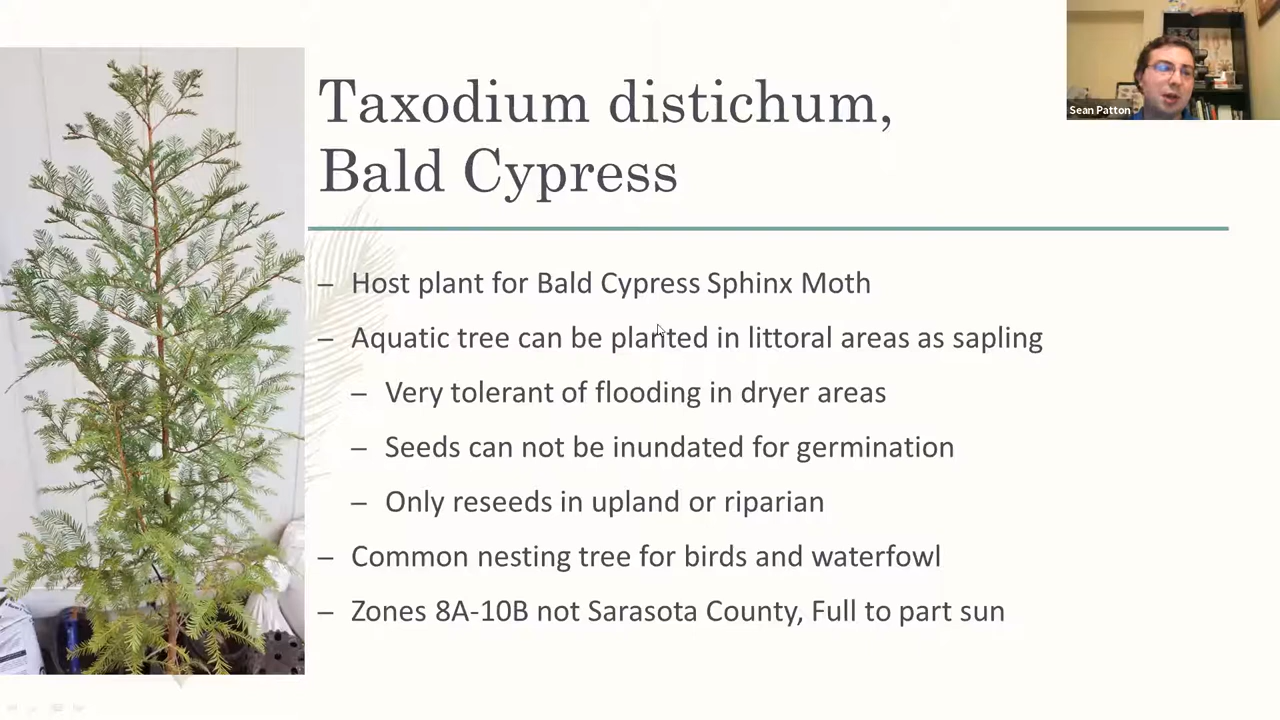 Taxodium distichum,
Bald Cypress
Sean Patton
– Host plant for Bald Cypress Sphinx Moth
– Aquatic tree can be planted in littoral areas as sapling
– Very tolerant of flooding in dryer areas
– Seeds can not be inundated for germination
– Only reseeds in upland or riparian
– Common nesting tree for birds and waterfowl
– Zones 8A-10B not Sarasota County, Full to part sun